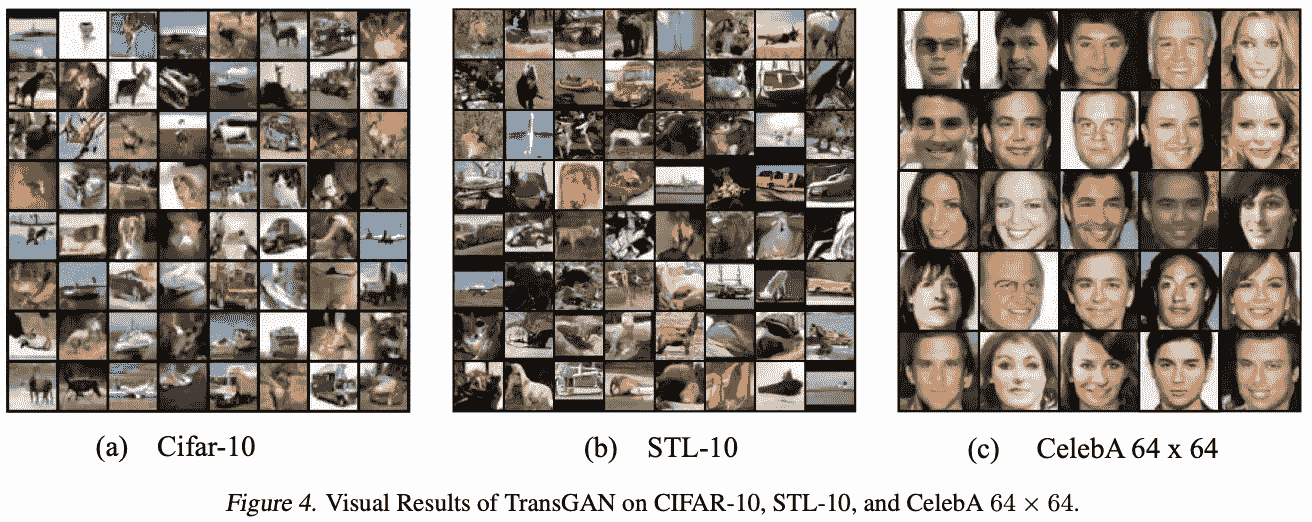 (a) Cifar-10
(b) STL-10
(c) CelebA 64 x 64
Figure 4. Visual Results of TransGAN on CIFAR-10, STL-10, and CelebA 64 × 64.